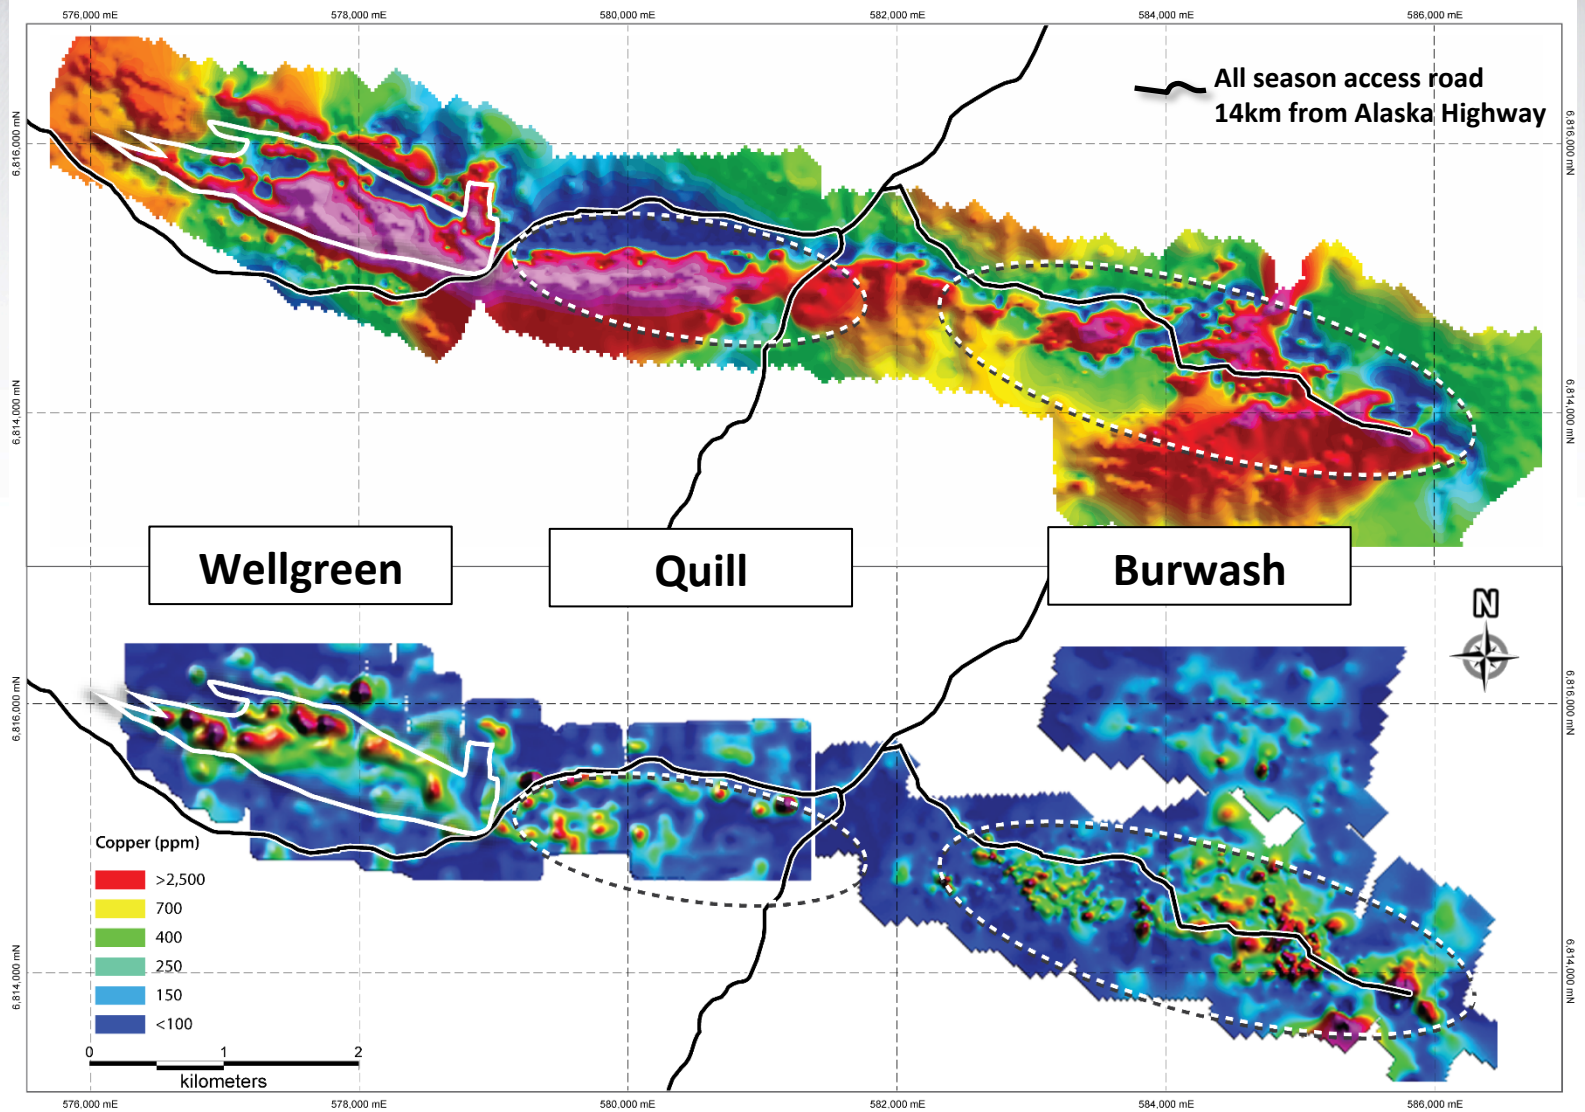 576,000 mE
578,000 mE
580,000 mE
582,000 mE
584,000 mE
586,000 mE
All season access road
14km from Alaska Highway
6,816,000 mN
6,816,000 mN
6,814,000 mN
6,814,000 mN
Wellgreen
Quill
Burwash
N
6,816,000 mN
6,816,000 mN
Copper (ppm)
>2,500
700
400
250
150
<100
6,814,000 mN
6,814,000 mN
0 1 2
kilometers
576,000 mE
578,000 mE
580,000 mE
582,000 mE
584,000 mE
586,000 mE